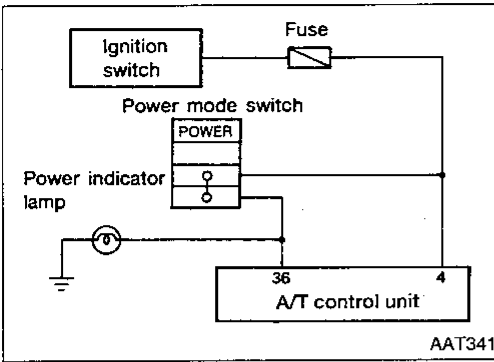 Ignition
switch
Fuse
Power mode switch
POWER
Power indicator
lamp
36 4
A/T control unit
AAT341